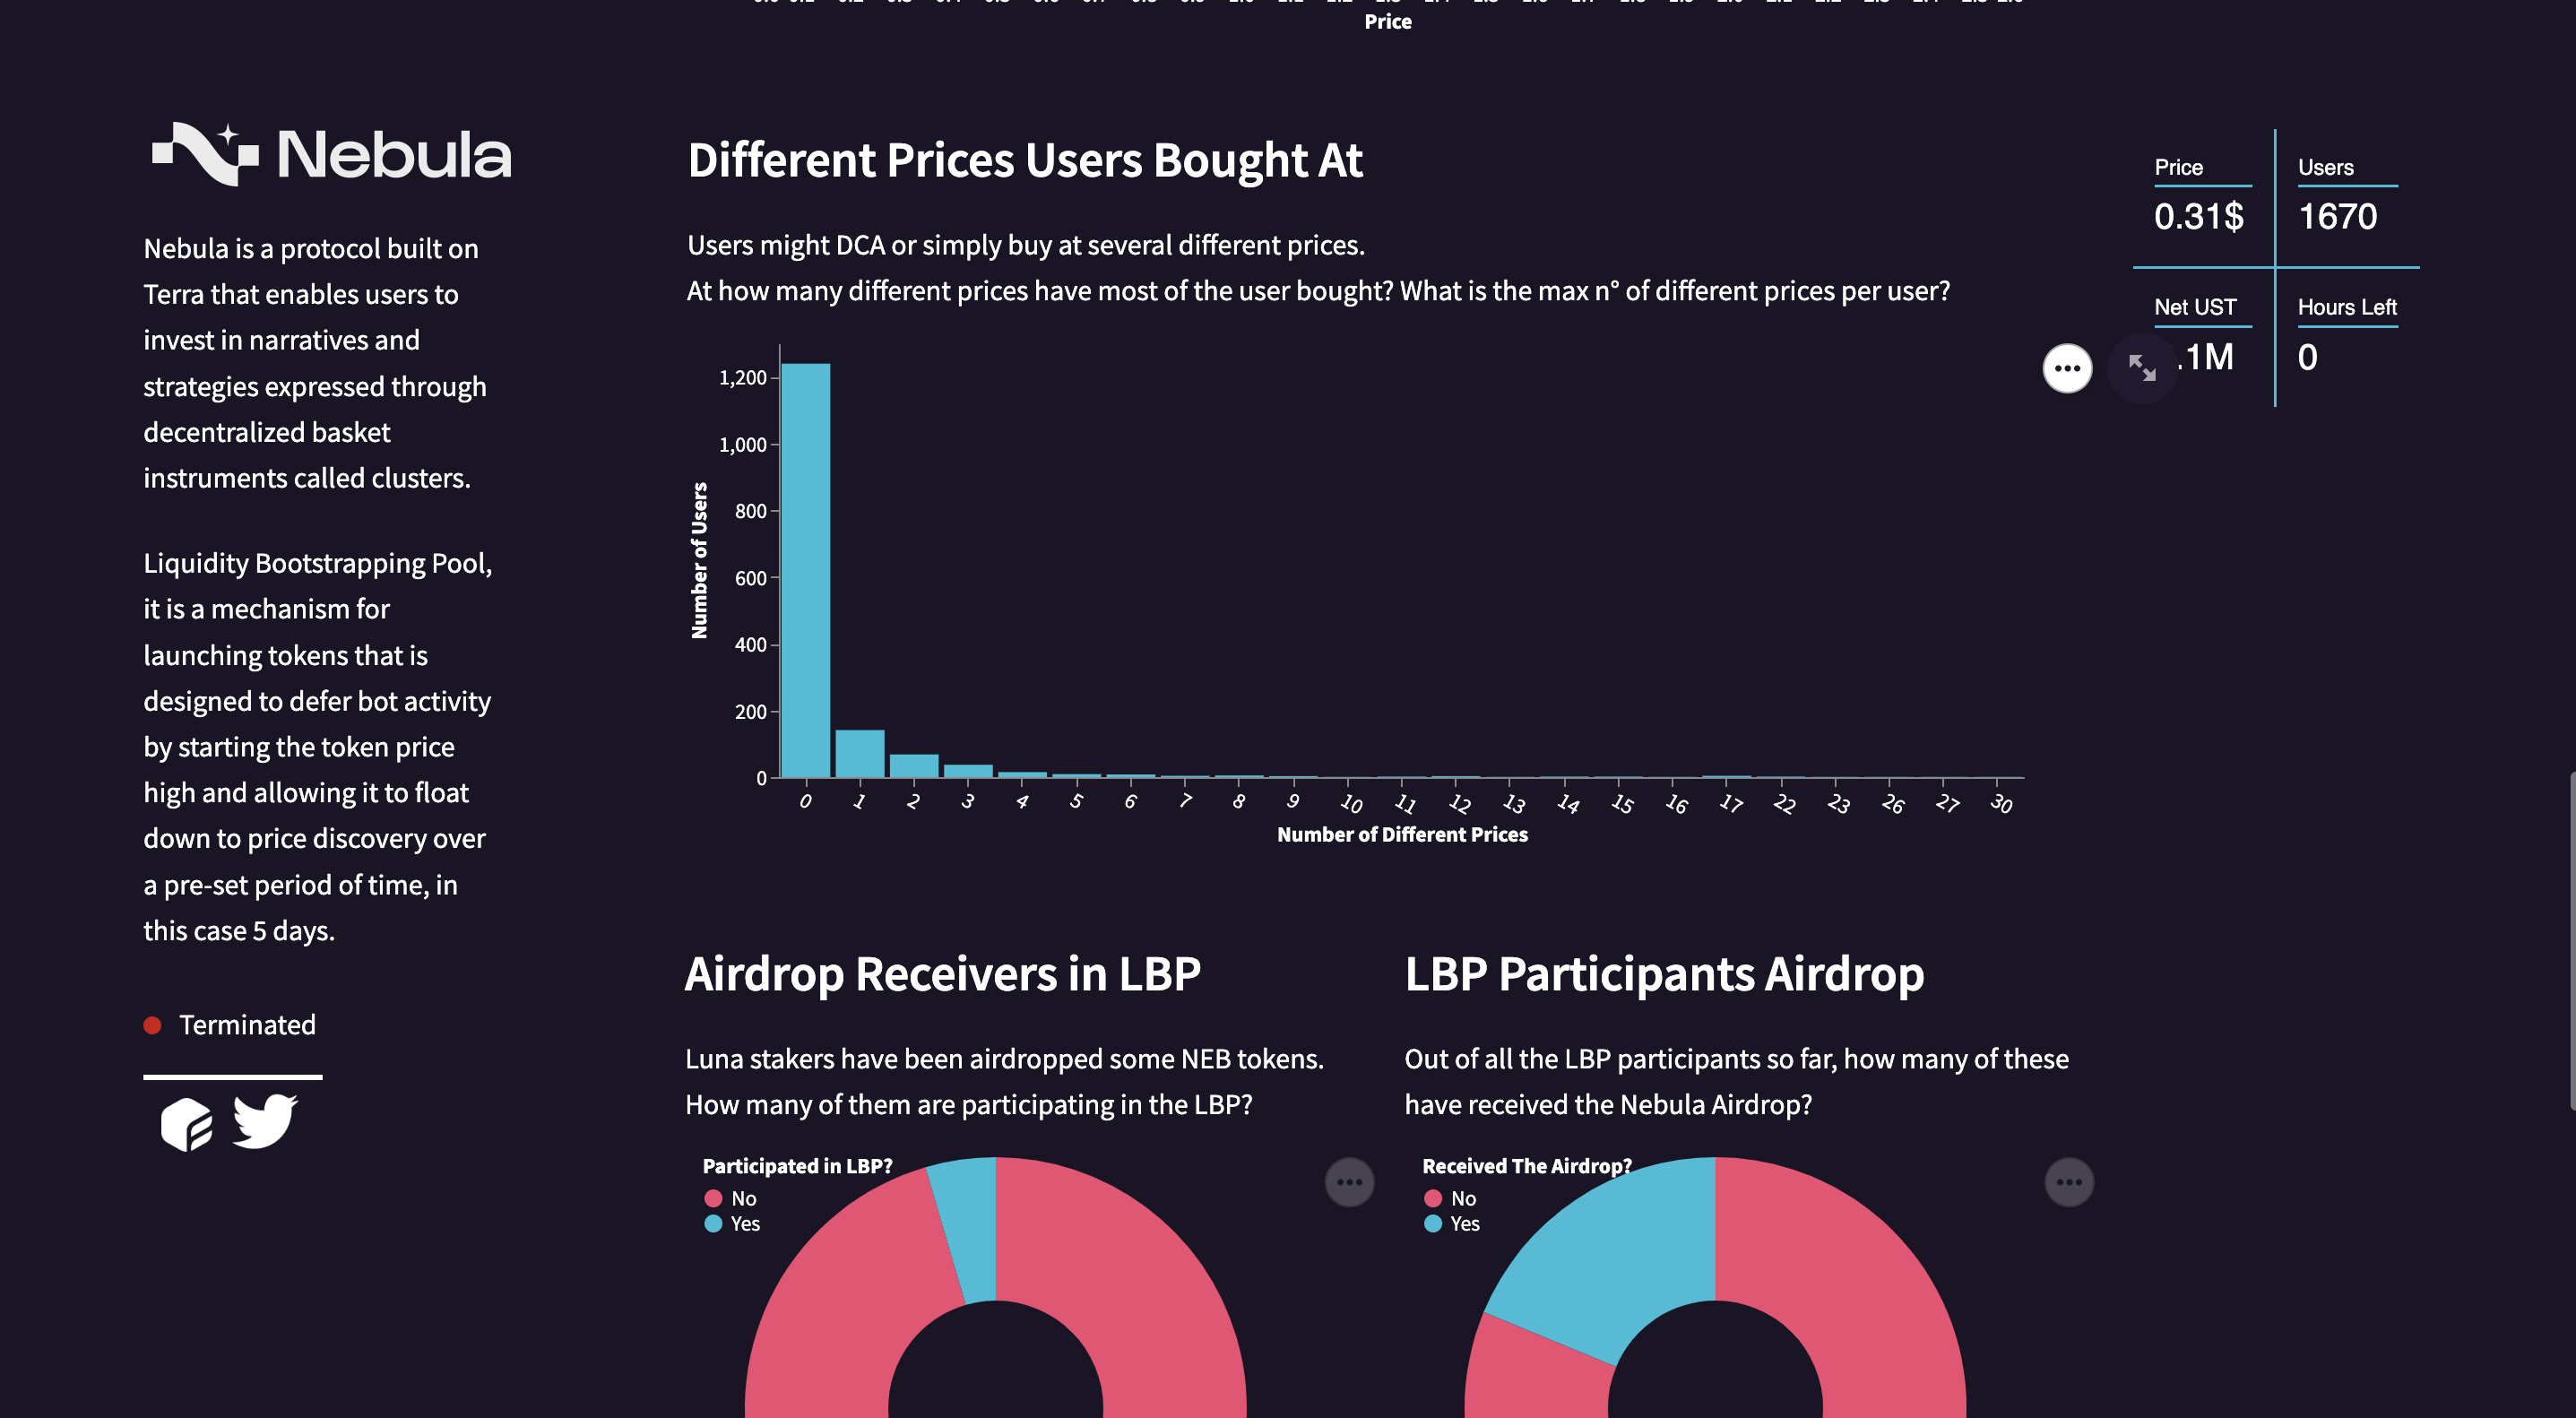 Price
Nebula
Nebula is a protocol built on
Terra that enables users to
invest in narratives and
strategies expressed through
decentralized basket
instruments called clusters.
Liquidity Bootstrapping Pool,
it is a mechanism for
launching tokens that is
designed to defer bot activity
by starting the token price
high and allowing it to float
down to price discovery over
a pre-set period of time, in
this case 5 days.
Terminated
Different Prices Users Bought At
Users might DCA or simply buy at several different prices.
At how many different prices have most of the user bought? What is the max n° of different prices per user?
1,200
1,000
800
600
400
200
0
Number of Users
0 1 2 3 4 5 6 7 8 9 10 11 12 13 14 15 16 17 22 23 26 27 30
Number of Different Prices
Price
0.31$
Users
1670
Net UST
.1M
Hours Left
0
Airdrop Receivers in LBP
Luna stakers have been airdropped some NEB tokens.
How many of them are participating in the LBP?
Participated in LBP?
No
Yes
LBP Participants Airdrop
Out of all the LBP participants so far, how many of these
have received the Nebula Airdrop?
Received The Airdrop?
No
Yes